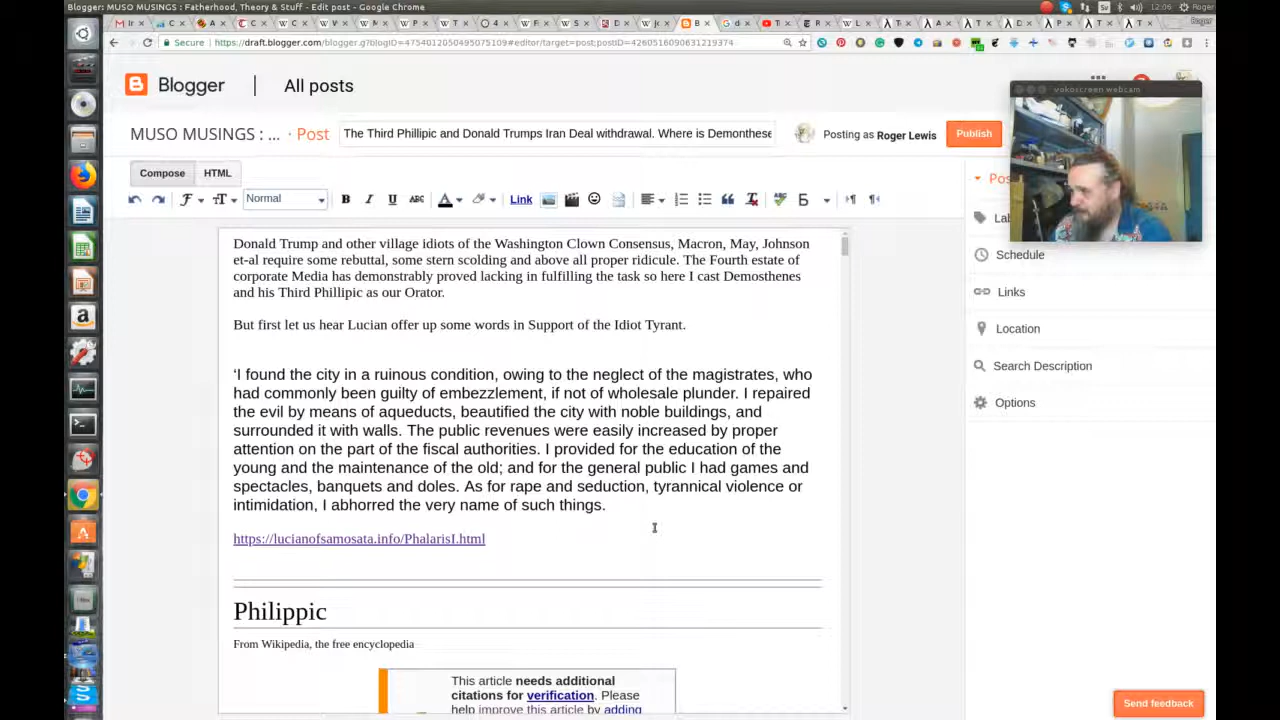 Blogger: MUSO MUSINGS : Fatherhood, Theory & Stuff - Edit post - Google Chrome
12:06
Roger
Roger
Secure
https://draft.blogger.com/blogger.g?blogID=4754012050495075109#editor/target=post;postID=4260516090631219374
Blogger
All posts
vokoscreen webcam
MUSO MUSINGS : ... · Post
The Third Phillipic and Donald Trumps Iran Deal withdrawal. Where is Demonthese
Posting as Roger Lewis
Publish
Compose
HTML
Normal
Link
Schedule
Links
Location
Search Description
Options
Donald Trump and other village idiots of the Washington Clown Consensus, Macron, May, Johnson
et-al require some rebuttal, some stern scolding and above all proper ridicule. The Fourth estate of
corporate Media has demonstrably proved lacking in fulfilling the task so here I cast Demosthenes
and his Third Phillipic as our Orator.
But first let us hear Lucian offer up some words in Support of the Idiot Tyrant.
‘I found the city in a ruinous condition, owing to the neglect of the magistrates, who
had commonly been guilty of embezzlement, if not of wholesale plunder. I repaired
the evil by means of aqueducts, beautified the city with noble buildings, and
surrounded it with walls. The public revenues were easily increased by proper
attention on the part of the fiscal authorities. I provided for the education of the
young and the maintenance of the old; and for the general public I had games and
spectacles, banquets and doles. As for rape and seduction, tyrannical violence or
intimidation, I abhorred the very name of such things.
https://lucianofsamosata.info/PhalarisI.html
Philippic
From Wikipedia, the free encyclopedia
This article needs additional
citations for verification. Please
help improve this article by adding
Send feedback